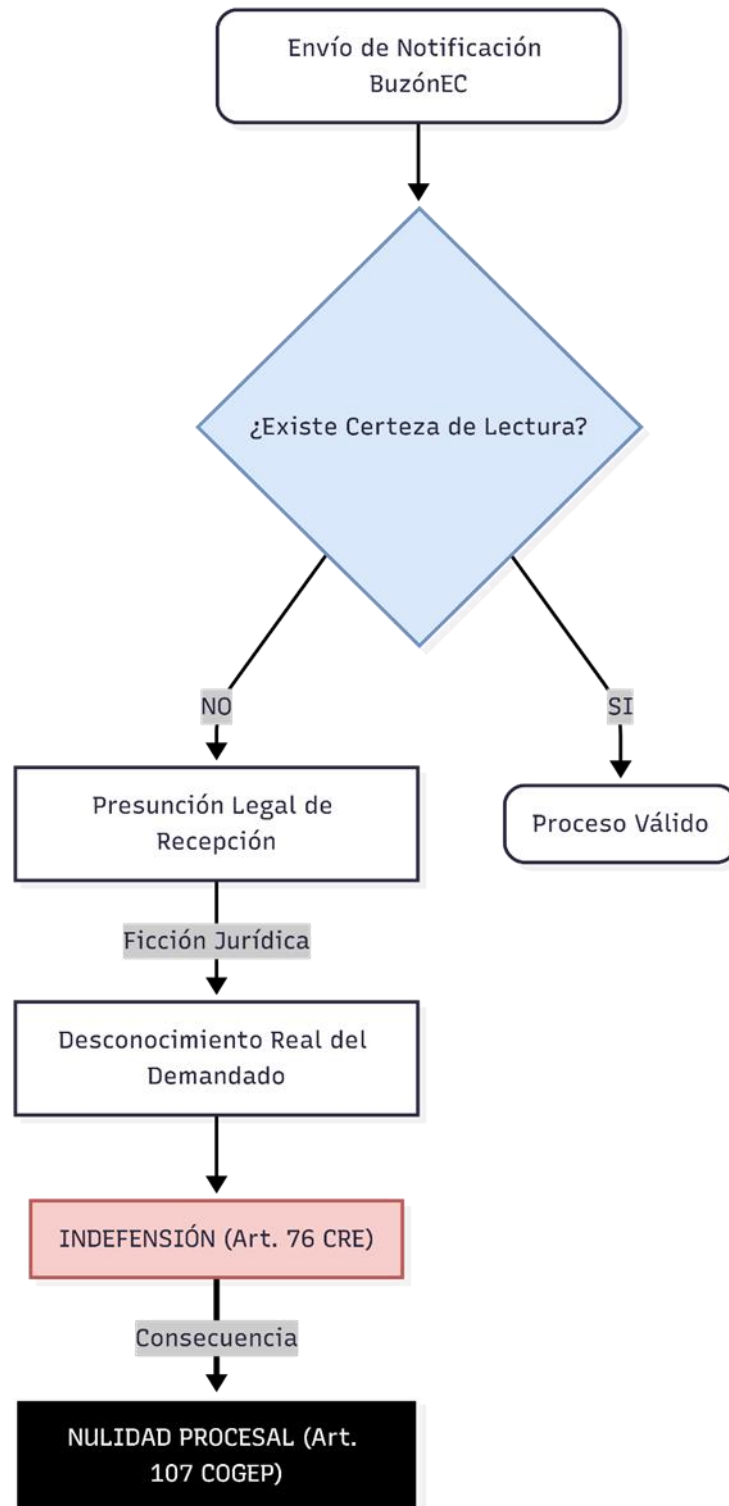 Envío de Notificación
BuzónEC
¿Existe Certeza de Lectura?
NO
SI
Presunción Legal de
Recepción
Proceso Válido
Ficción Jurídica
Desconocimiento Real del
Demandado
INDEFENSIÓN (Art. 76 CRE)
Consecuencia
NULIDAD PROCESAL (Art.
107 COGEP)